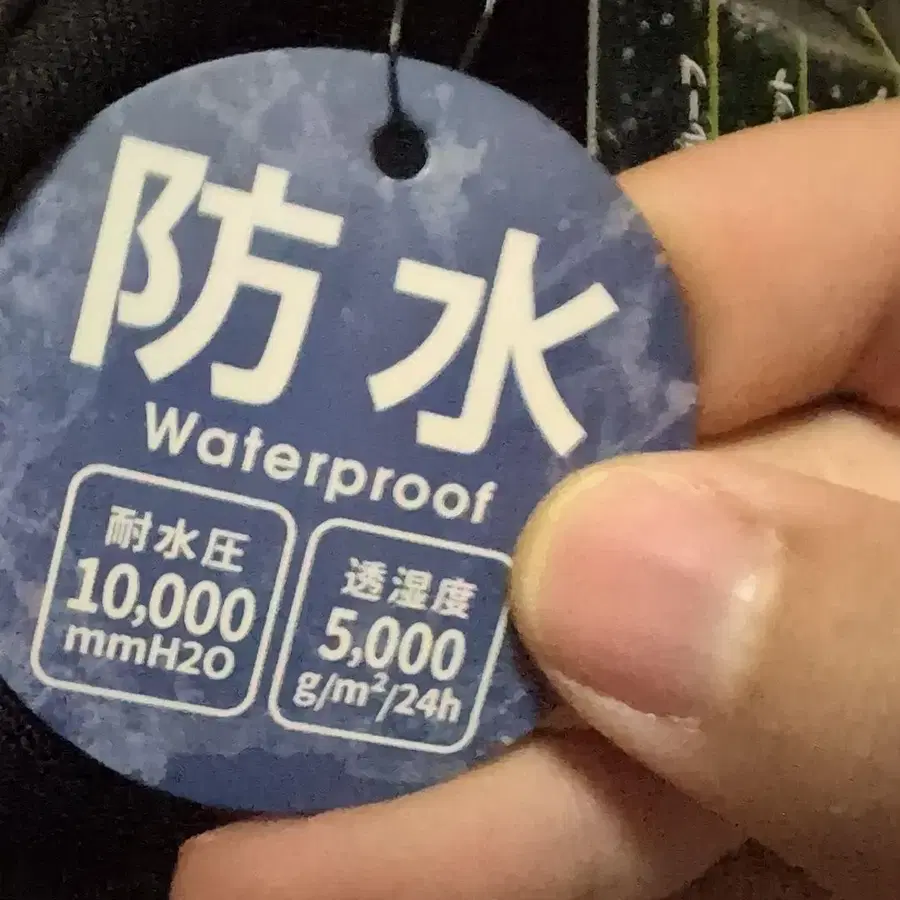 防水
Waterproof
耐水圧
10,000
mmH2O
透湿度
5,000
g/m²/24h